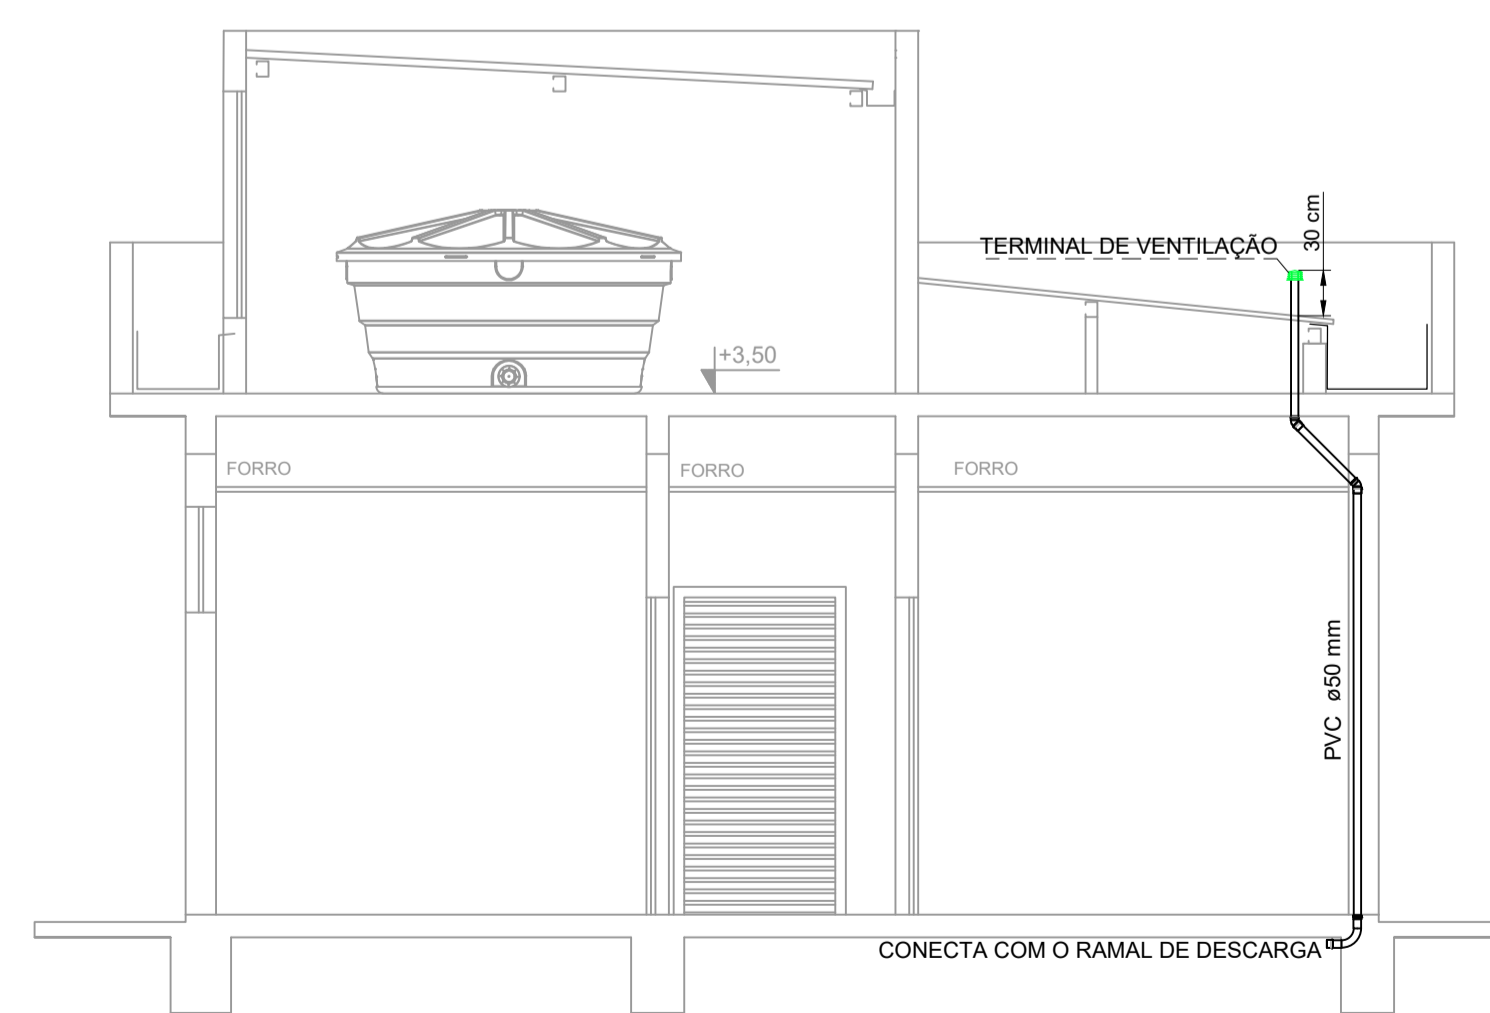 30 cm
TERMINAL DE VENTILAÇÃO
+3,50
FORRO
FORRO
FORRO
PVC ø50 mm
CONECTA COM O RAMAL DE DESCARGA